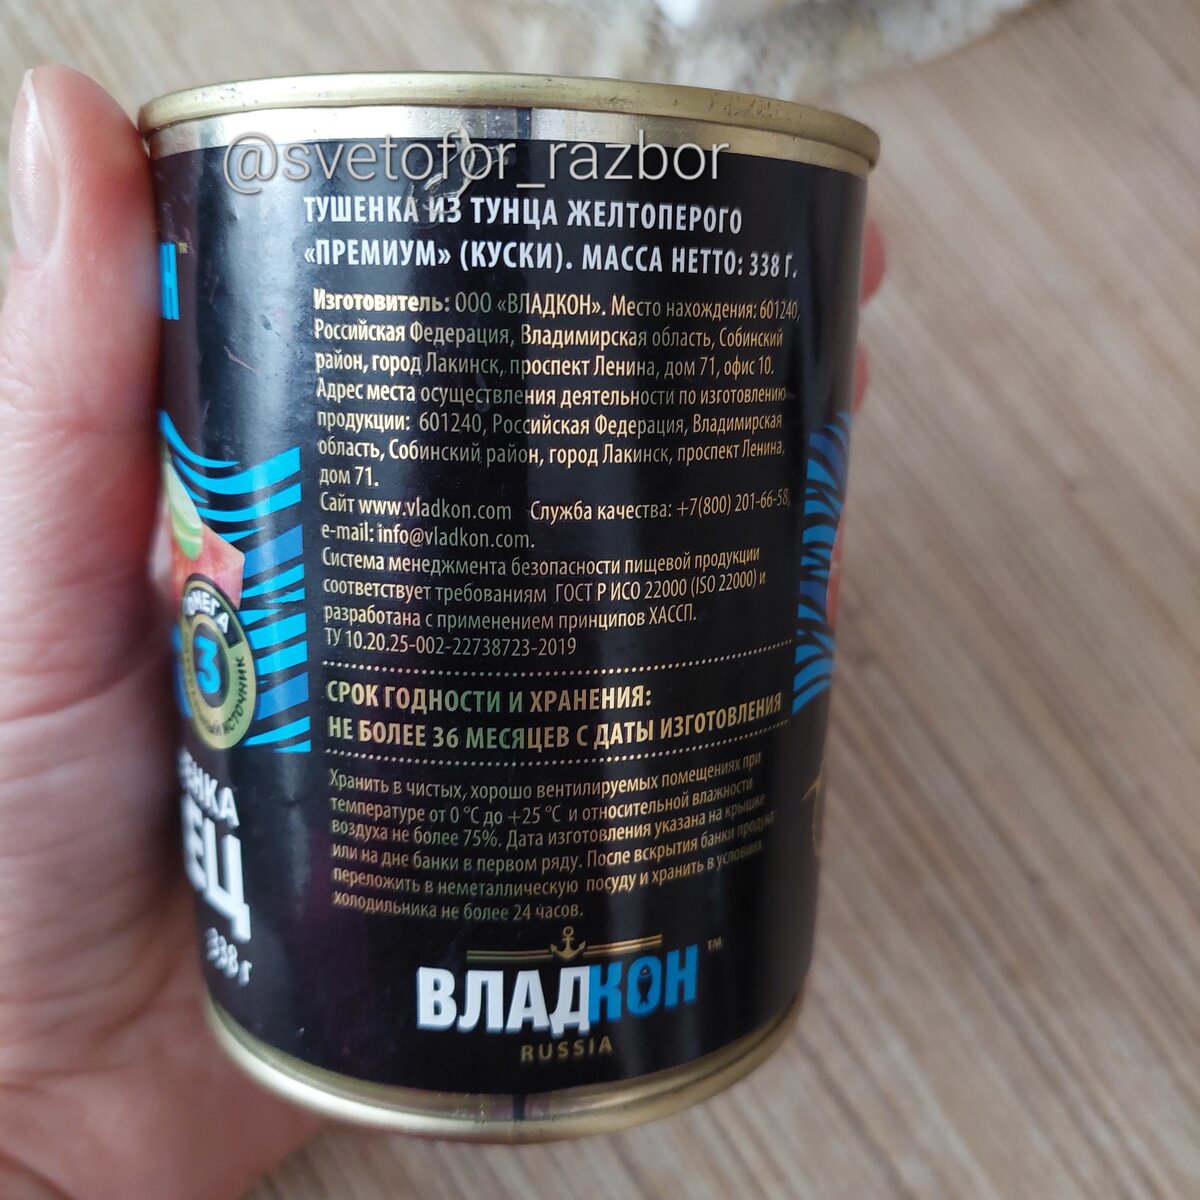 @svetofor_razbor
ТУШЕНКА ИЗ ТУНЦА ЖЕЛТОПЕРОГО
«ПРЕМИУМ» (КУСКИ). МАССА НЕТТО: 338 Г.
Изготовитель: ООО «ВЛАДКОН». Место нахождения: 601240,
Российская Федерация, Владимирская область, Собинский
район, город Лакинск, проспект Ленина, дом 71, офис 10.
Адрес места осуществления деятельности по изготовлению
продукции: 601240, Российская Федерация, Владимирская
область, Собинский район, город Лакинск, проспект Ленина,
дом 71.
Сайт www.vladkon.com Служба качества: +7(800) 201-66-58,
e-mail: info@vladkon.com.
Система менеджмента безопасности пищевой продукции
соответствует требованиям ГОСТ Р ИСО 22000 (ISO 22000) и
разработана с применением принципов ХАССП.
ТУ 10.20.25-002-22738723-2019
СРОК ГОДНОСТИ И ХРАНЕНИЯ:
НЕ БОЛЕЕ 36 МЕСЯЦЕВ С ДАТЫ ИЗГОТОВЛЕНИЯ
Хранить в чистых, хорошо вентилируемых помещениях при
температуре от 0 °С до +25 °С и относительной влажности
воздуха не более 75%. Дата изготовления указана на крышке
или на дне банки в первом ряду. После вскрытия банки продукт
переложить в неметаллическую посуду и хранить в условиях
холодильника не более 24 часов.
ВЛАДКОН™
RUSSIA
ОМЕГА
3
ИСТОЧНИК
338 г